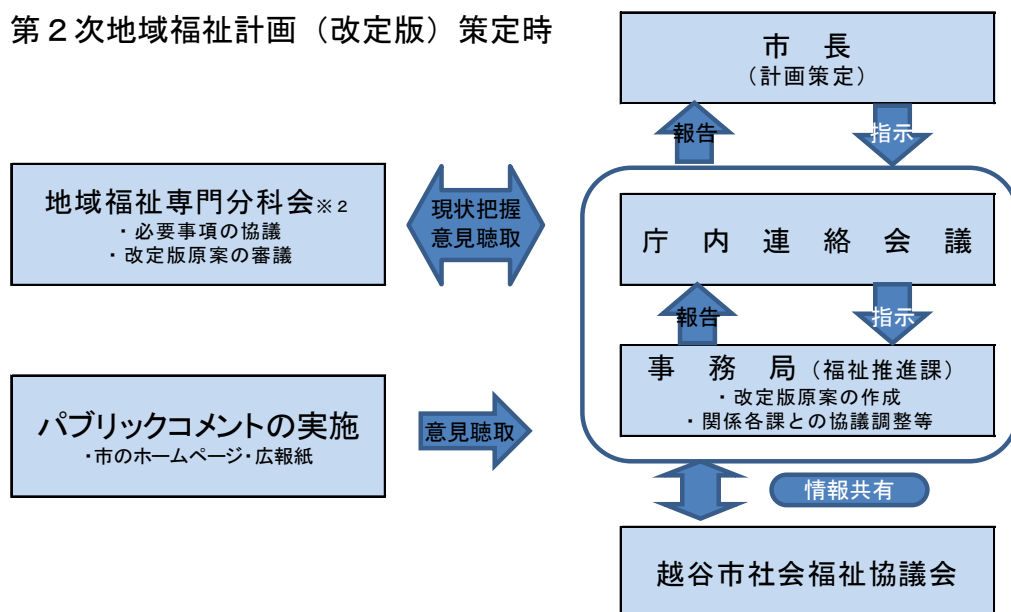 第２次地域福祉計画（改定版）策定時
市　長
（計画策定）
報告
指示
地域福祉専門分科会※２
・必要事項の協議
・改定版原案の審議
現状把握
意見聴取
庁　内　連　絡　会　議
報告
指示
事　務　局（福祉推進課）
・改定版原案の作成
・関係各課との協議調整等
パブリックコメントの実施
・市のホームページ・広報紙
意見聴取
情報共有
越谷市社会福祉協議会